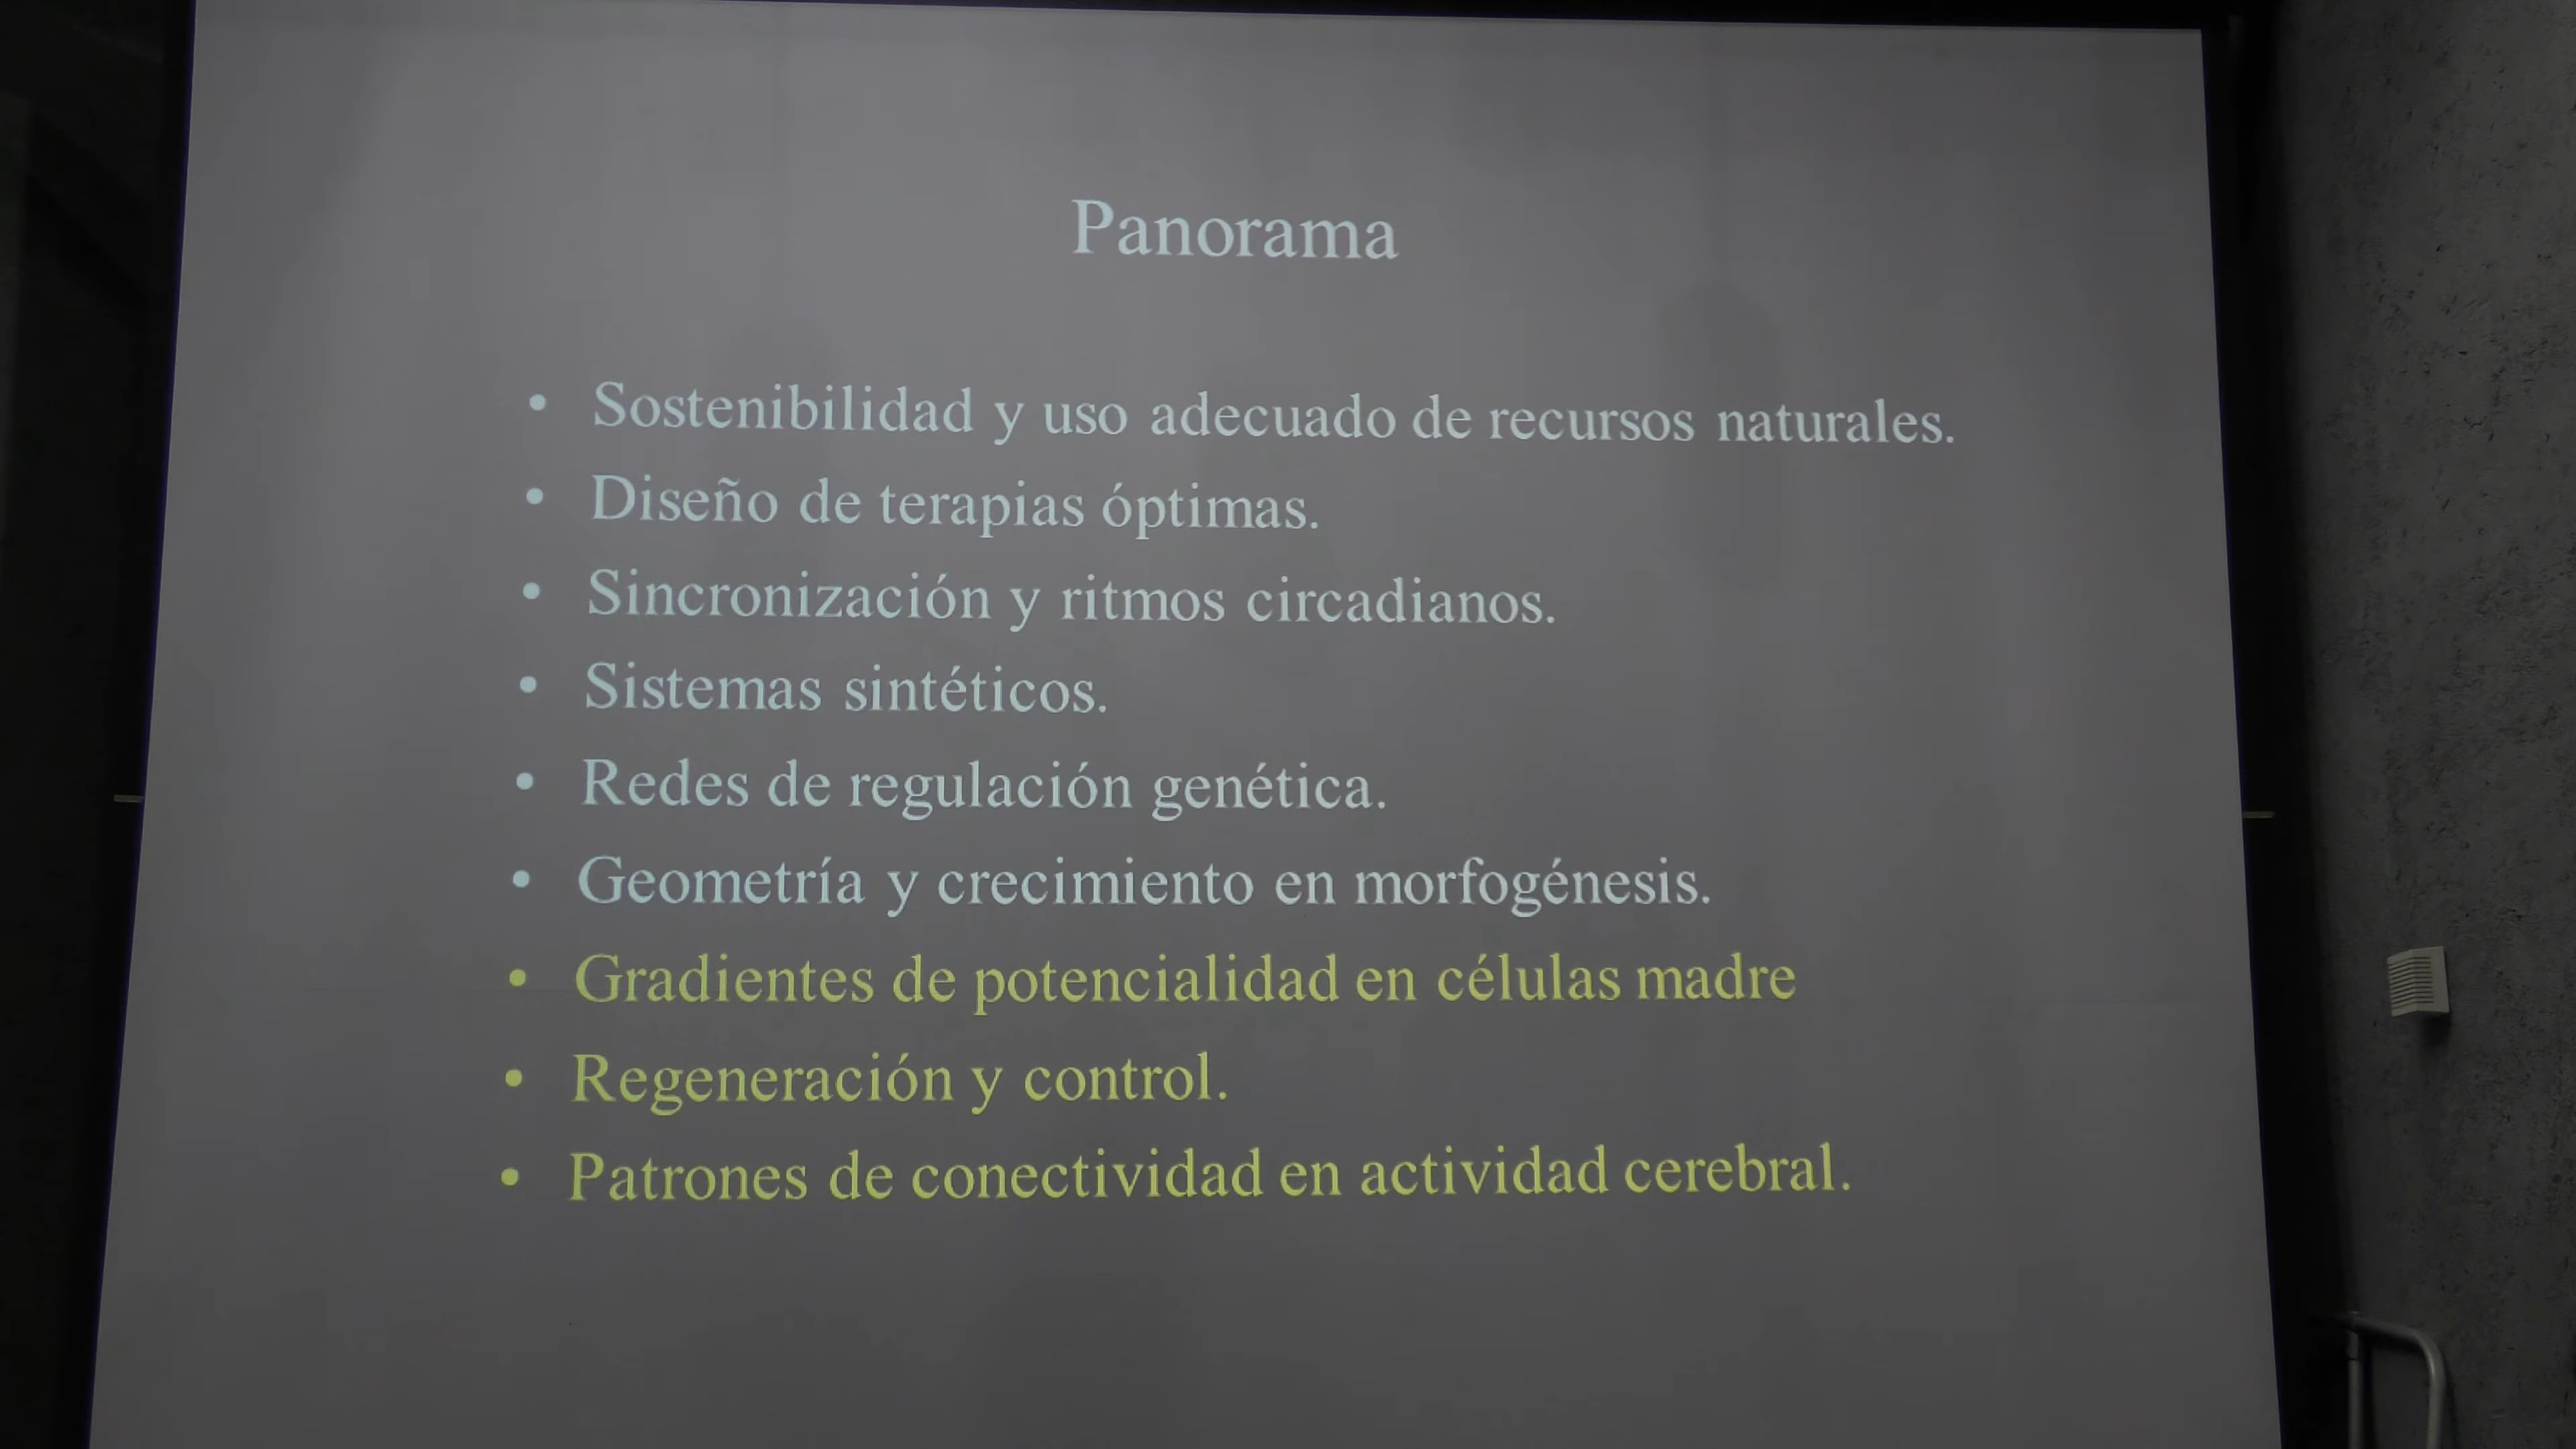 Panorama
• Sostenibilidad y uso adecuado de recursos naturales.
• Diseño de terapias óptimas.
• Sincronización y ritmos circadianos.
• Sistemas sintéticos.
• Redes de regulación genética.
• Geometría y crecimiento en morfogénesis.
• Gradientes de potencialidad en células madre
• Regeneración y control.
• Patrones de conectividad en actividad cerebral.